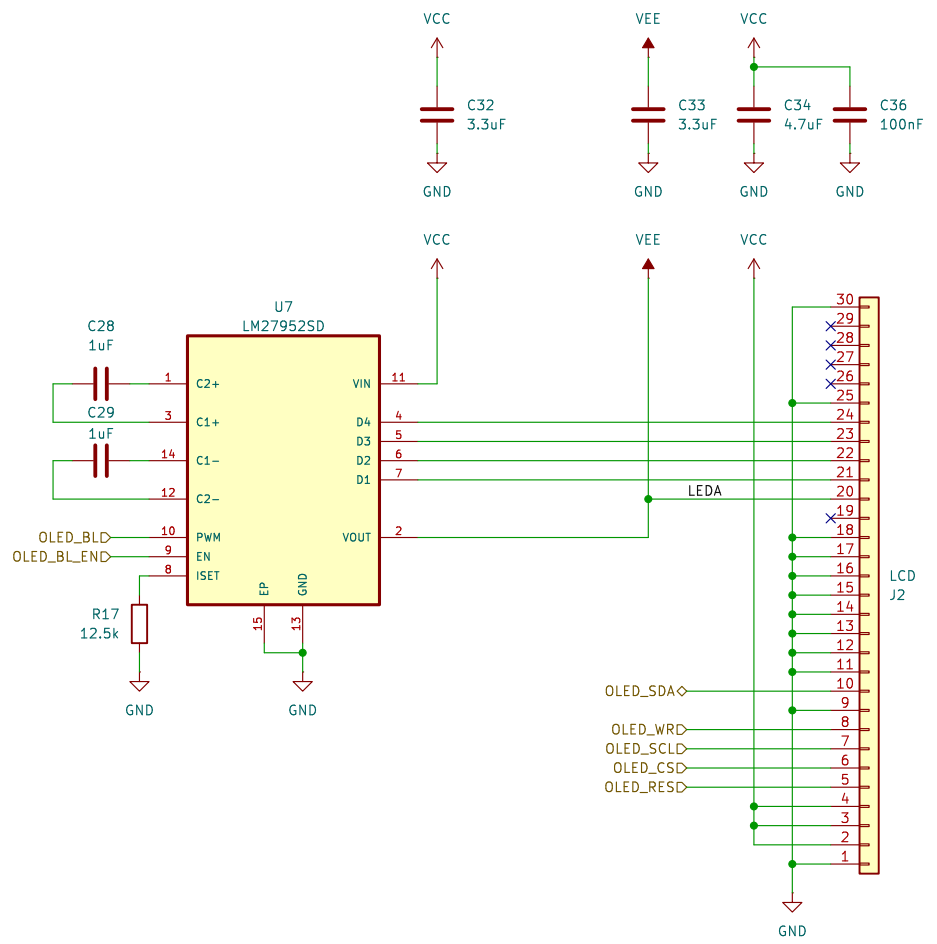 VCC
VEE
VCC
C32
3.3uF
C33
3.3uF
C34
4.7uF
C36
100nF
GND
GND
GND
GND
VCC
VEE
VCC
U7
LM27952SD
C28
1uF
C29
1uF
1
C2+
3
C1+
14
C1-
12
C2-
OLED_BL
10
PWM
OLED_BL_EN
9
EN
8
ISET
VIN
11
D4
4
D3
5
D2
6
D1
7
VOUT
2
EP
15
GND
13
R17
12.5k
GND
GND
LEDA
30
29
28
27
26
25
24
23
22
21
20
19
18
17
16
15
14
13
12
11
10
9
8
7
6
5
4
3
2
1
LCD
J2
OLED_SDA
OLED_WR
OLED_SCL
OLED_CS
OLED_RES
GND